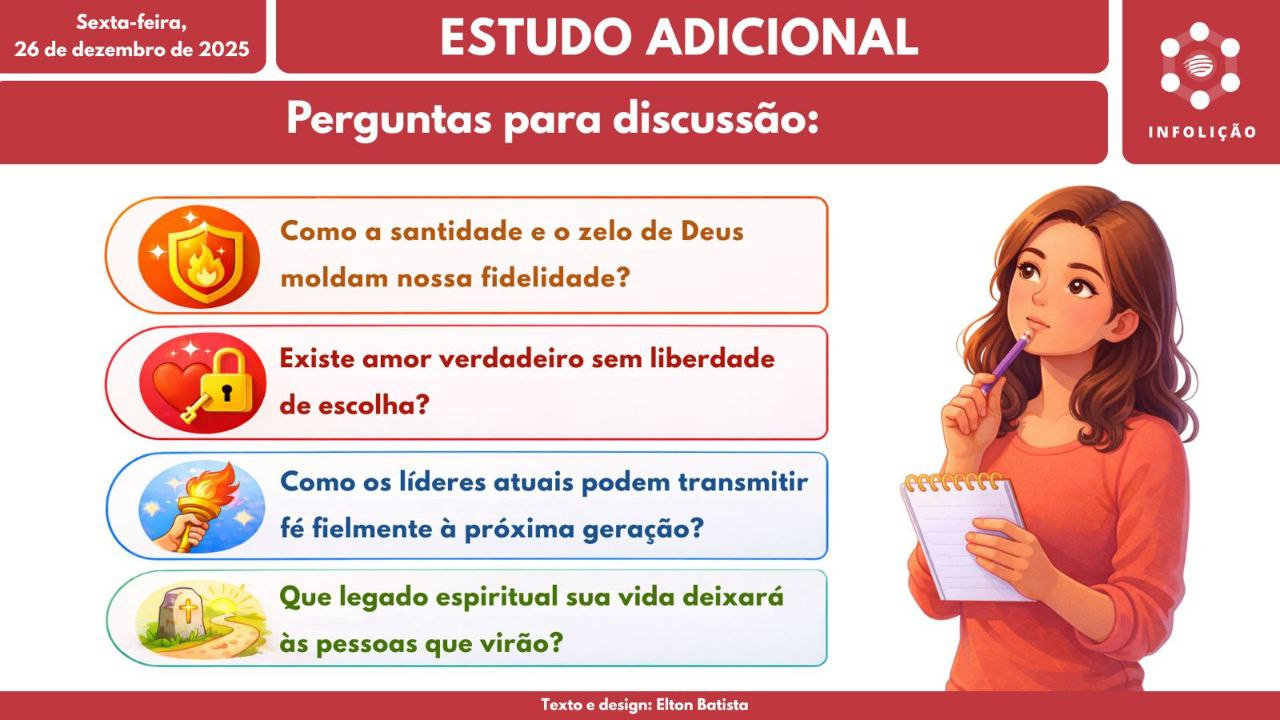 Sexta-feira,
26 de dezembro de 2025
ESTUDO ADICIONAL
INFOLIÇÃO
Perguntas para discussão:
Como a santidade e o zelo de Deus
moldam nossa fidelidade?
Existe amor verdadeiro sem liberdade
de escolha?
Como os líderes atuais podem transmitir
fé fielmente à próxima geração?
Que legado espiritual sua vida deixará
às pessoas que virão?
Texto e design: Elton Batista